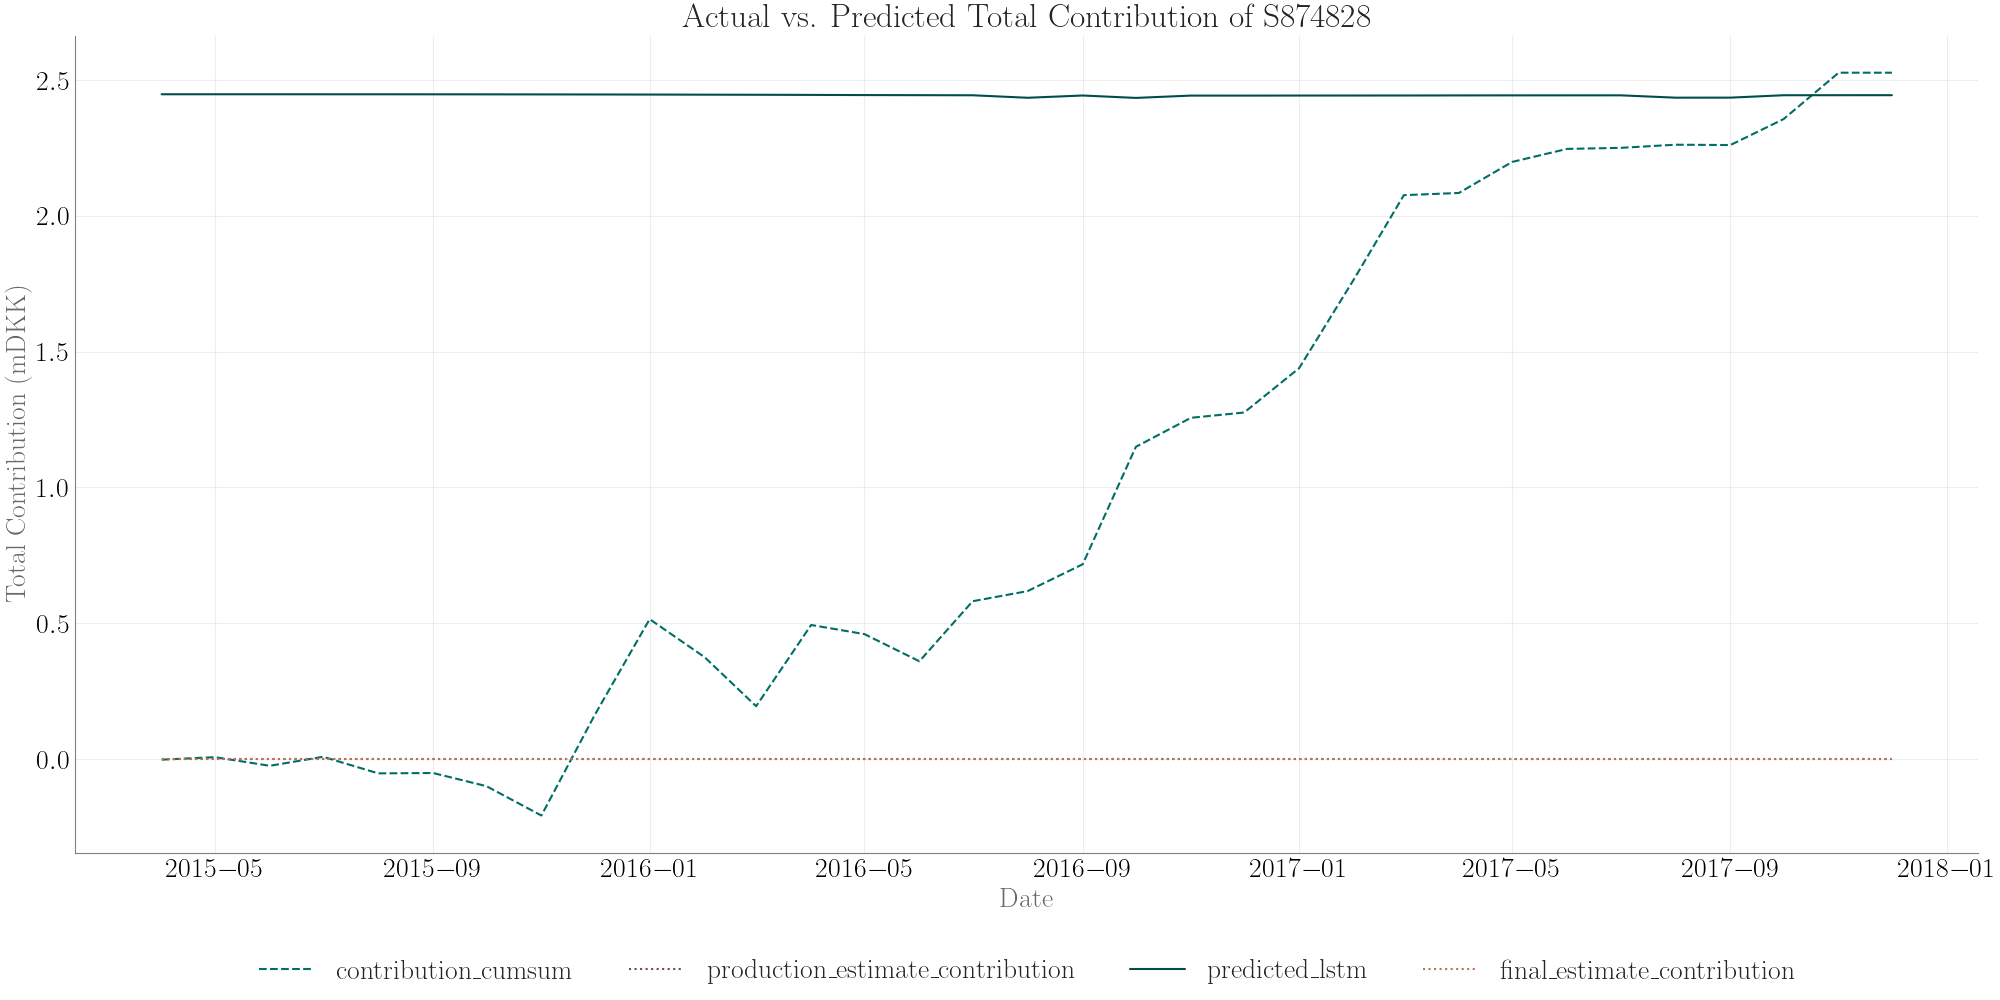 Actual vs. Predicted Total Contribution of S874828
Total Contribution (mDKK)
2.5
2.0
1.5
1.0
0.5
0.0
2015–05 2015–09 2016–01 2016–05 2016–09 2017–01 2017–05 2017–09 2018–01
Date
contribution_cumsum production_estimate_contribution predicted_lstm final_estimate_contribution